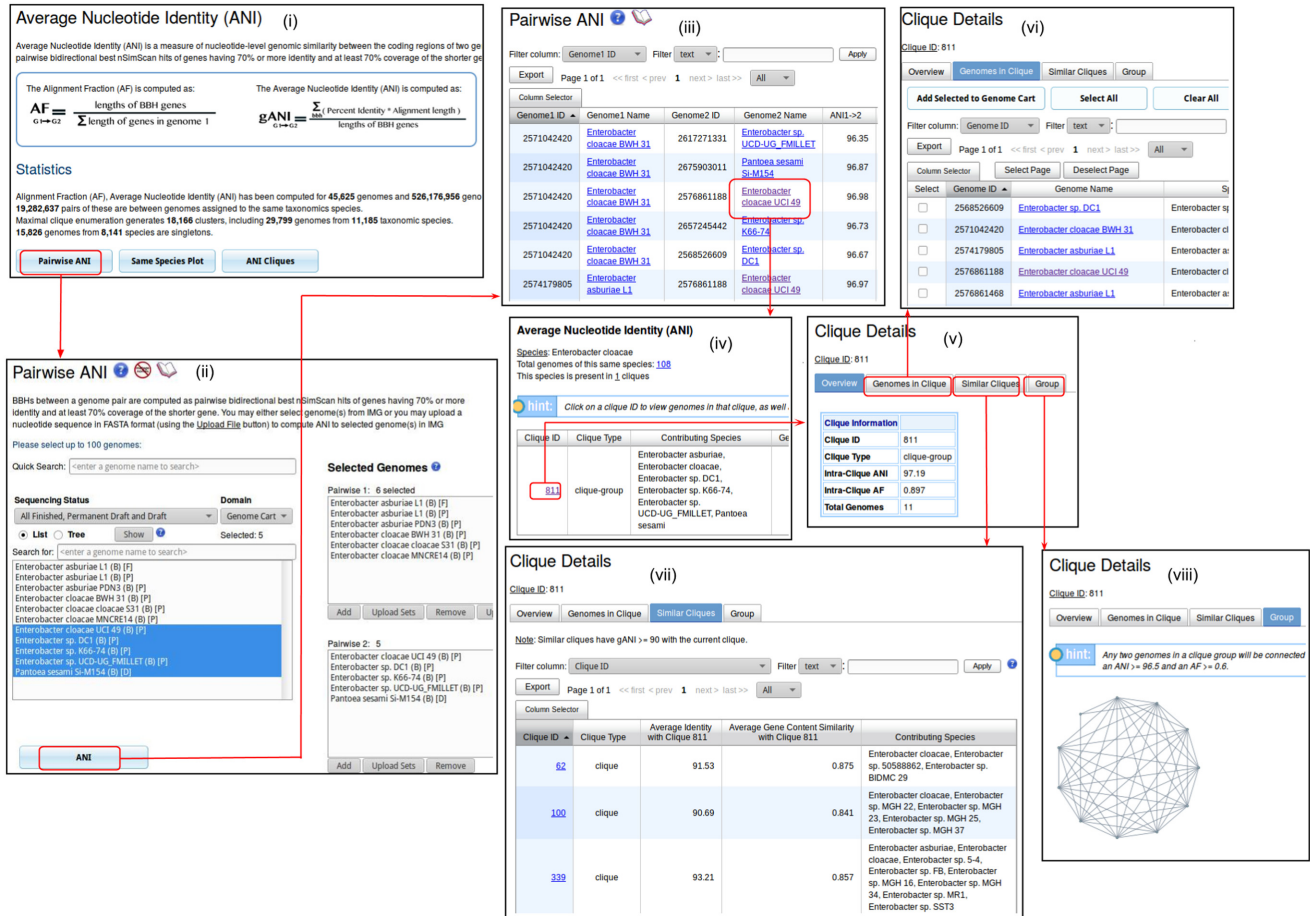 Average Nucleotide Identity (ANI) (i)
Average Nucleotide Identity (ANI) is a measure of nucleotide-level genomic similarity between the coding regions of two ge
pairwise bidirectional best nSimScan hits of genes having 70% or more identity and at least 70% coverage of the shorter ge
The Alignment Fraction (AF) is computed as:
AF G1→G2 = lengths of BBH genes / Σ length of genes in genome 1
The Average Nucleotide Identity (ANI) is computed as:
gANI G1→G2 = Σ bbh ( Percent Identity * Alignment length ) / lengths of BBH genes
Statistics
Alignment Fraction (AF), Average Nucleotide Identity (ANI) has been computed for 45,625 genomes and 526,176,956 geno
19,282,637 pairs of these are between genomes assigned to the same taxonomics species.
Maximal clique enumeration generates 18,166 clusters, including 29,799 genomes from 11,185 taxonomic species.
15,826 genomes from 8,141 species are singletons.
Pairwise ANI Same Species Plot ANI Cliques
Pairwise ANI (ii)
BBHs between a genome pair are computed as pairwise bidirectional best nSimScan hits of genes having 70% or more
identity and at least 70% coverage of the shorter gene. You may either select genome(s) from IMG or you may upload a
nucleotide sequence in FASTA format (using the Upload File button) to compute ANI to selected genome(s) in IMG
Please select up to 100 genomes:
Quick Search: <enter a genome name to search>
Sequencing Status Domain
All Finished, Permanent Draft and Draft Genome Cart
List Tree Show Selected: 5
Search for: <enter a genome name to search>
Enterobacter asburiae L1 (B) [F]
Enterobacter asburiae L1 (B) [P]
Enterobacter asburiae PDN3 (B) [P]
Enterobacter cloacae BWH 31 (B) [P]
Enterobacter cloacae cloacae S31 (B) [P]
Enterobacter cloacae MNCRE14 (B) [P]
Enterobacter cloacae UCI 49 (B) [P]
Enterobacter sp. DC1 (B) [P]
Enterobacter sp. K66-74 (B) [P]
Enterobacter sp. UCD-UG_FMILLET (B) [P]
Pantoea sesami Si-M154 (B) [D]
ANI
Selected Genomes
Pairwise 1: 6 selected
Enterobacter asburiae L1 (B) [F]
Enterobacter asburiae L1 (B) [P]
Enterobacter asburiae PDN3 (B) [P]
Enterobacter cloacae BWH 31 (B) [P]
Enterobacter cloacae cloacae S31 (B) [P]
Enterobacter cloacae MNCRE14 (B) [P]
Add Upload Sets Remove U
Pairwise 2: 5
Enterobacter cloacae UCI 49 (B) [P]
Enterobacter sp. DC1 (B) [P]
Enterobacter sp. K66-74 (B) [P]
Enterobacter sp. UCD-UG_FMILLET (B) [P]
Pantoea sesami Si-M154 (B) [D]
Add Upload Sets Remove
Pairwise ANI (iii)
Filter column: Genome1 ID Filter text : Apply
Export Page 1 of 1 << first < prev 1 next > last >> All
Column Selector
Genome1 ID Genome1 Name Genome2 ID Genome2 Name ANI1->2
2571042420 Enterobacter cloacae BWH 31 2617271331 Enterobacter sp. UCD-UG_FMILLET 96.35
2571042420 Enterobacter cloacae BWH 31 2675903011 Pantoea sesami Si-M154 96.87
2571042420 Enterobacter cloacae BWH 31 2576861188 Enterobacter cloacae UCI 49 96.98
2571042420 Enterobacter cloacae BWH 31 2657245442 Enterobacter sp. K66-74 96.73
2571042420 Enterobacter cloacae BWH 31 2568526609 Enterobacter sp. DC1 96.67
2574179805 Enterobacter asburiae L1 2576861188 Enterobacter cloacae UCI 49 96.97
Average Nucleotide Identity (ANI) (iv)
Species: Enterobacter cloacae
Total genomes of this same species: 108
This species is present in 1 cliques
hint: Click on a clique ID to view genomes in that clique, as well
Clique ID Clique Type Contributing Species Ge
811 clique-group Enterobacter asburiae,
Enterobacter cloacae,
Enterobacter sp. DC1,
Enterobacter sp. K66-74,
Enterobacter sp.
UCD-UG_FMILLET, Pantoea
sesami
Clique Details (v)
Clique ID: 811
Overview Genomes in Clique Similar Cliques Group
Clique Information
Clique ID 811
Clique Type clique-group
Intra-Clique ANI 97.19
Intra-Clique AF 0.897
Total Genomes 11
Clique Details (vi)
Clique ID: 811
Overview Genomes in Clique Similar Cliques Group
Add Selected to Genome Cart Select All Clear All
Filter column: Genome ID Filter text :
Export Page 1 of 1 << first < prev 1 next > last >> All
Column Selector Select Page Deselect Page
Select Genome ID Genome Name S
2568526609 Enterobacter sp. DC1 Enterobacter sp
2571042420 Enterobacter cloacae BWH 31 Enterobacter cl
2574179805 Enterobacter asburiae L1 Enterobacter a
2576861188 Enterobacter cloacae UCI 49 Enterobacter cl
2576861468 Enterobacter asburiae L1 Enterobacter a
Clique Details (vii)
Clique ID: 811
Overview Genomes in Clique Similar Cliques Group
Note: Similar cliques have gANI >= 90 with the current clique.
Filter column: Clique ID Filter text : Apply
Export Page 1 of 1 << first < prev 1 next > last >> All
Column Selector
Clique ID Clique Type Average Identity with Clique 811 Average Gene Content Similarity with Clique 811 Contributing Species
62 clique 91.53 0.875 Enterobacter cloacae, Enterobacter
sp. 50588862, Enterobacter sp.
BIDMC 29
100 clique 90.69 0.841 Enterobacter cloacae, Enterobacter
sp. MGH 22, Enterobacter sp. MGH
23, Enterobacter sp. MGH 25,
Enterobacter sp. MGH 37
339 clique 93.21 0.857 Enterobacter asburiae, Enterobacter
cloacae, Enterobacter sp. 5-4,
Enterobacter sp. FB, Enterobacter
sp. MGH 16, Enterobacter sp. MGH
34, Enterobacter sp. MR1,
Enterobacter sp. SST3
Clique Details (viii)
Clique ID: 811
Overview Genomes in Clique Similar Cliques Group
hint: Any two genomes in a clique group will be connected
an ANI >= 96.5 and an AF >= 0.6.